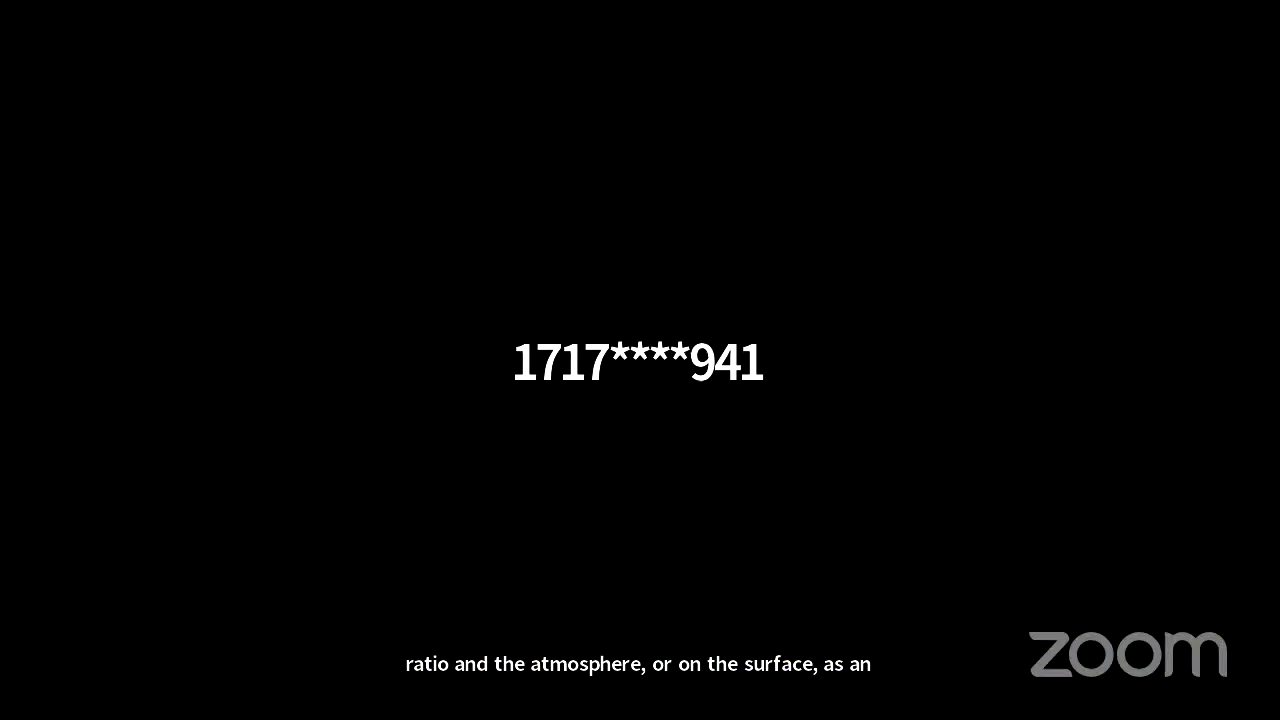 1717****941
ratio and the atmosphere, or on the surface, as an
zoom